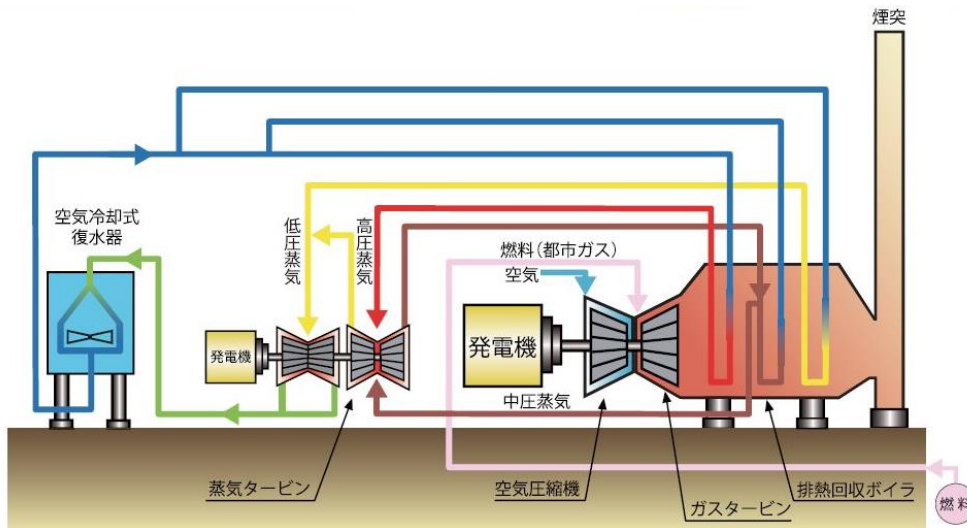 煙突
空気冷却式
復水器
低圧蒸気
高圧蒸気
燃料(都市ガス)
空気
発電機
発電機
中圧蒸気
蒸気タービン
空気圧縮機
ガスタービン
排熱回収ボイラ
燃料